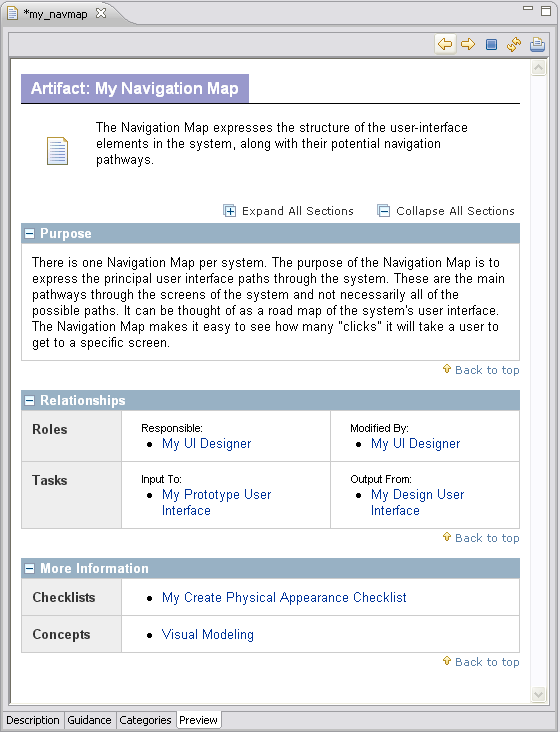 *my_navmap
Artifact: My Navigation Map
The Navigation Map expresses the structure of the user-interface
elements in the system, along with their potential navigation
pathways.
Expand All Sections Collapse All Sections
Purpose
There is one Navigation Map per system. The purpose of the Navigation Map is to
express the principal user interface paths through the system. These are the main
pathways through the screens of the system and not necessarily all of the
possible paths. It can be thought of as a road map of the system's user interface.
The Navigation Map makes it easy to see how many "clicks" it will take a user to
get to a specific screen.
Back to top
Relationships
Roles
Responsible:
• My UI Designer
Modified By:
• My UI Designer
Tasks
Input To:
• My Prototype User
Interface
Output From:
• My Design User
Interface
Back to top
More Information
Checklists • My Create Physical Appearance Checklist
Concepts • Visual Modeling
Back to top
Description Guidance Categories Preview